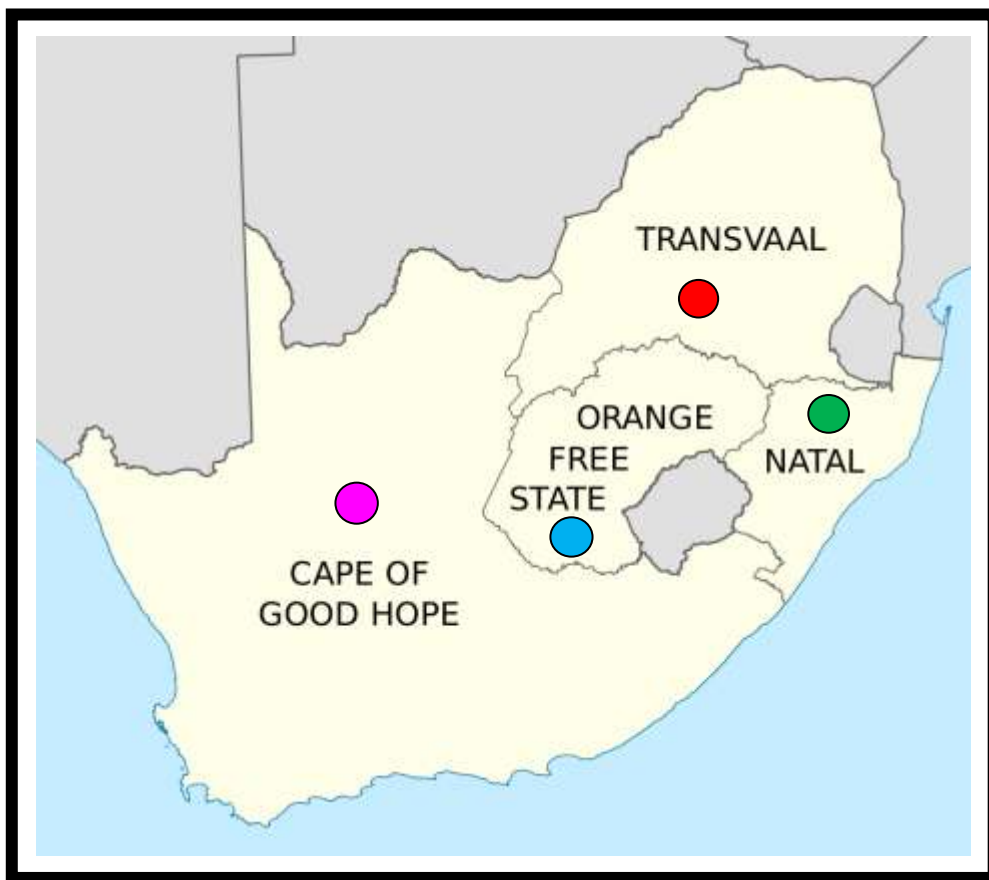 TRANSVAAL
ORANGE
FREE
STATE
NATAL
CAPE OF
GOOD HOPE